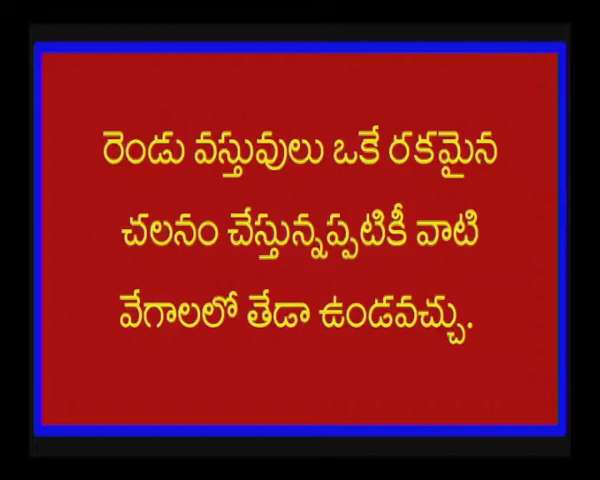 రెండు వస్తువులు ఒకే రకమైన
చలనం చేస్తున్నప్పటికీ వాటి
వేగాలలో తేడా ఉండవచ్చు.